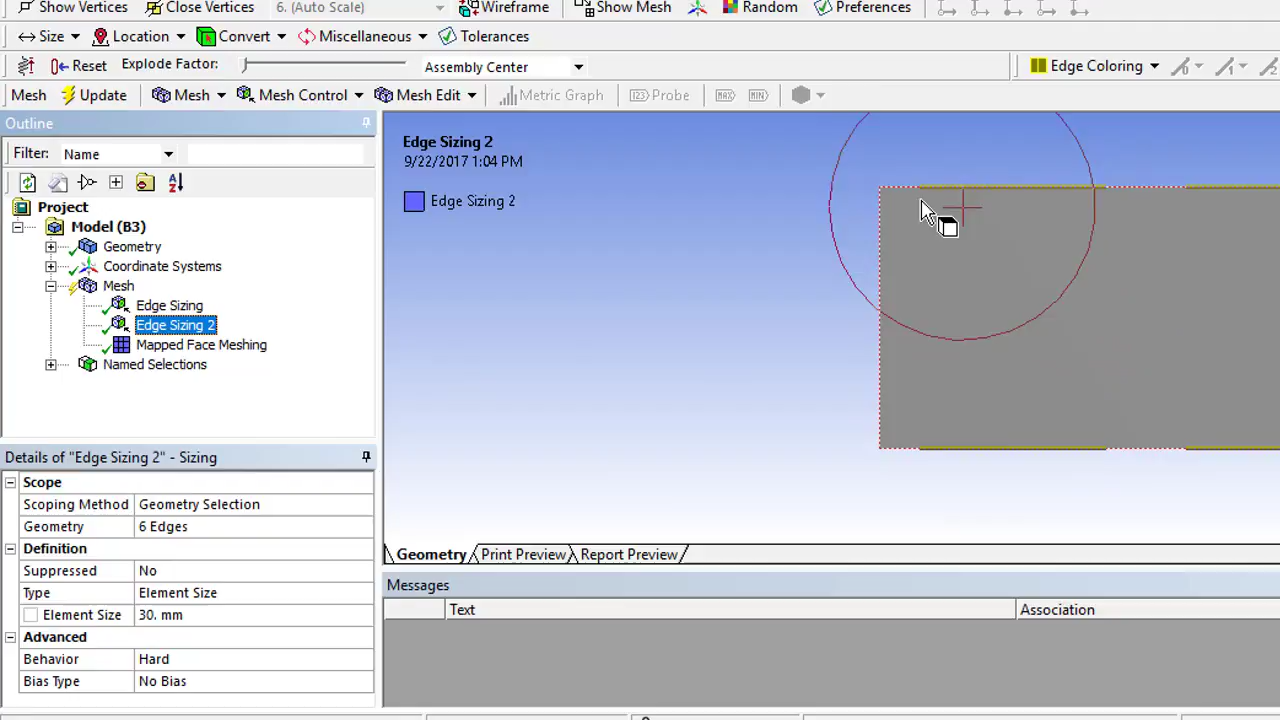 Show Vertices Close Vertices 6. (Auto Scale) Wireframe Show Mesh Random Preferences
Size Location Convert Miscellaneous Tolerances
Reset Explode Factor: Assembly Center Edge Coloring
Mesh Update Mesh Mesh Control Mesh Edit Metric Graph Probe MAX MIN
Outline
Filter: Name
Project
Model (B3)
Geometry
Coordinate Systems
Mesh
Edge Sizing
Edge Sizing 2
Mapped Face Meshing
Named Selections
Edge Sizing 2
9/22/2017 1:04 PM
Edge Sizing 2
Details of "Edge Sizing 2" - Sizing
Scope
Scoping Method Geometry Selection
Geometry 6 Edges
Definition
Suppressed No
Type Element Size
Element Size 30. mm
Advanced
Behavior Hard
Bias Type No Bias
Geometry Print Preview Report Preview
Messages
Text Association